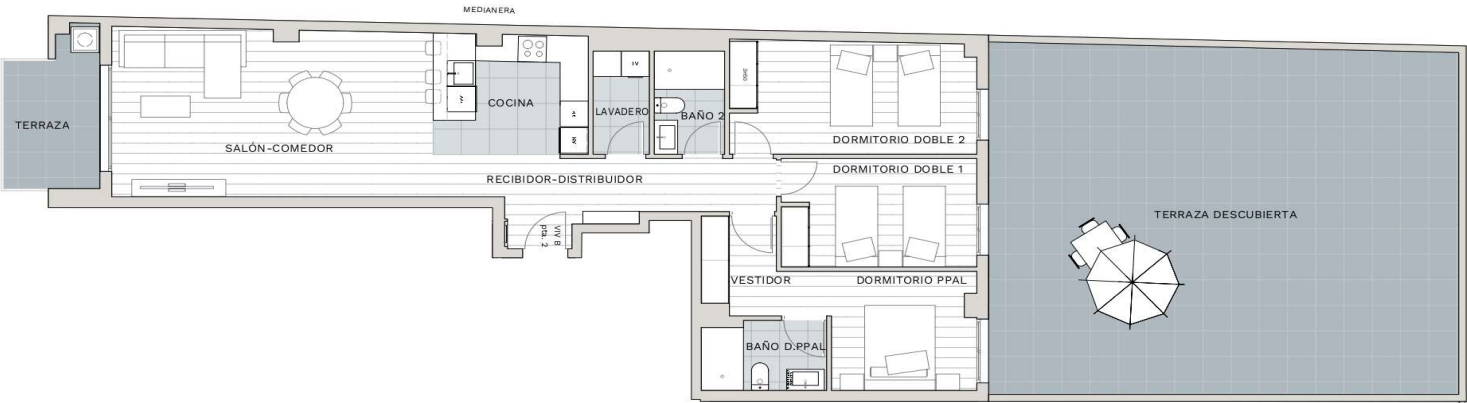 MEDIANERA
TERRAZA
SALÓN-COMEDOR
COCINA
LAVADERO
LV
BAÑO 2
DORMITORIO DOBLE 2
DORMITORIO DOBLE 1
RECIBIDOR-DISTRIBUIDOR
VIV B
pta. 2
TERRAZA DESCUBIERTA
VESTIDOR
DORMITORIO PPAL
BAÑO D.PPAL